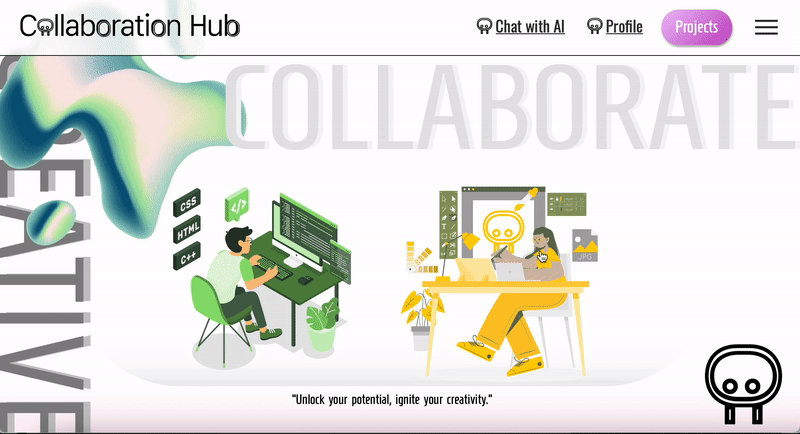 Collaboration Hub
Chat with AI
Profile
Projects
COLLABORATE
CREATIVE
CSS
</>
HTML
C++
T
JPG
"Unlock your potential, ignite your creativity."